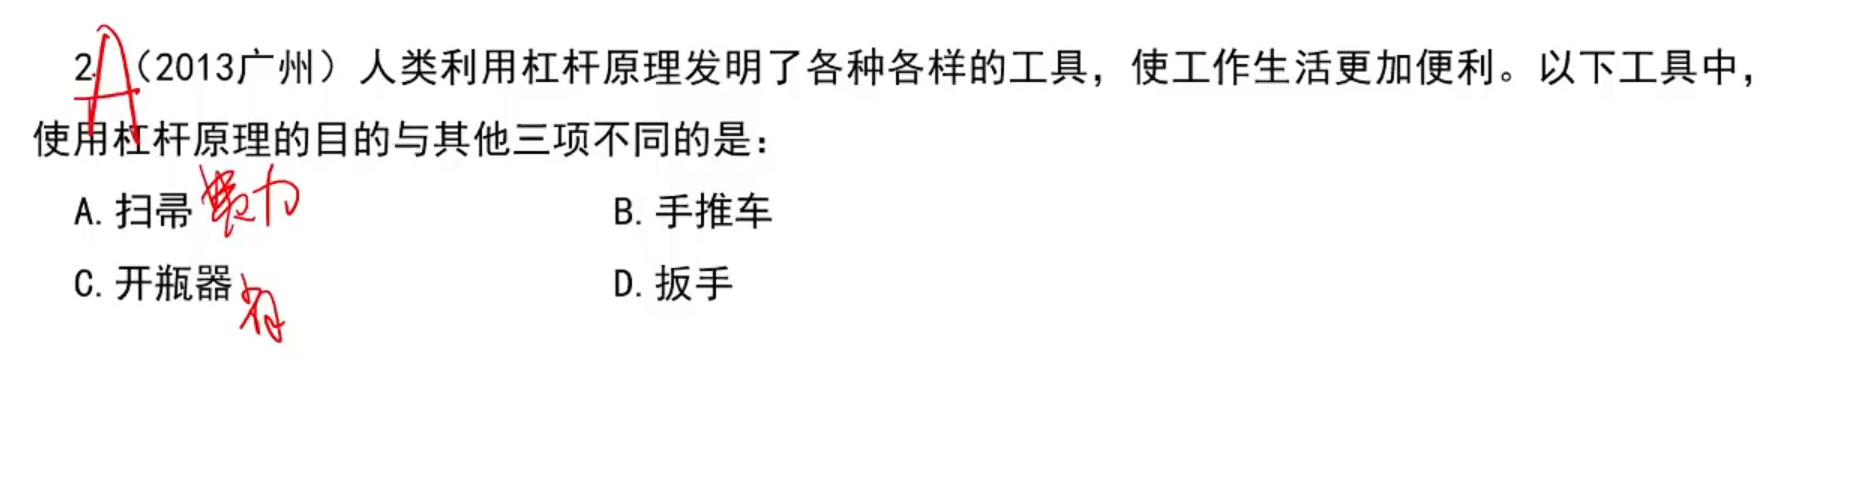 2.（2013广州）人类利用杠杆原理发明了各种各样的工具，使工作生活更加便利。以下工具中，
使用杠杆原理的目的与其他三项不同的是：
A
A.扫帚 费力
B.手推车
C.开瓶器
D.扳手